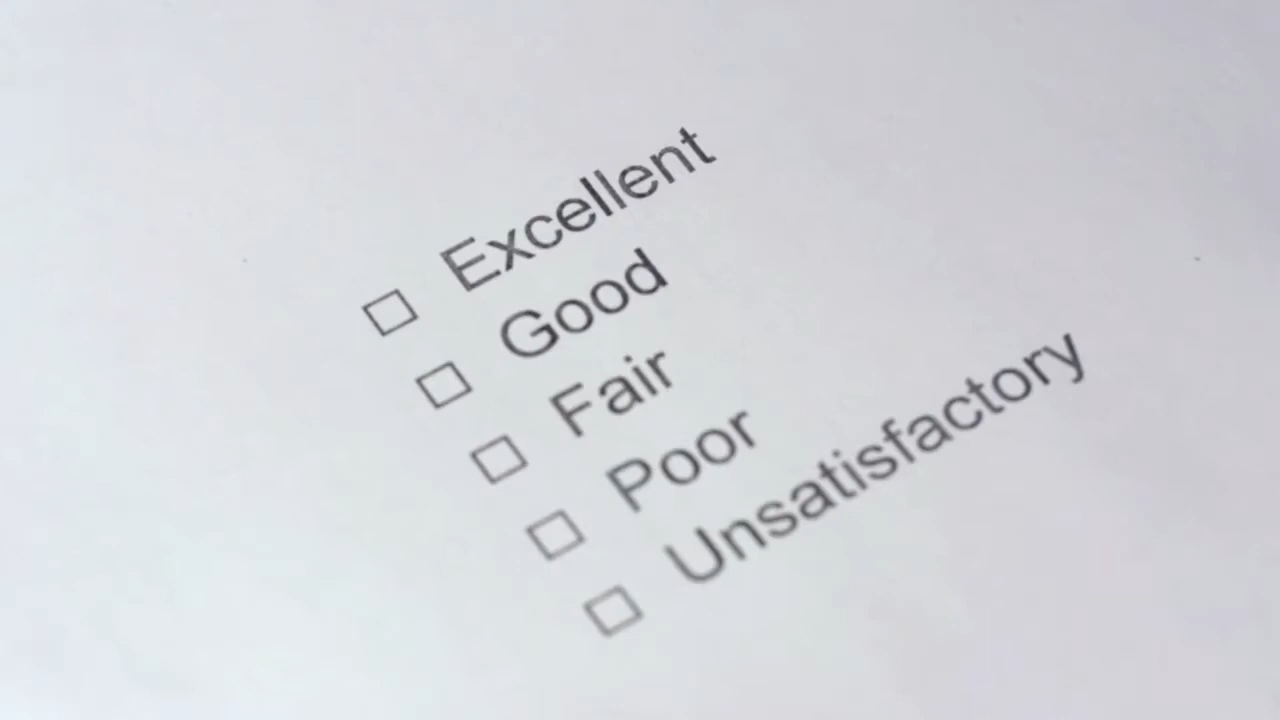 ☐ Excellent
☐ Good
☐ Fair
☐ Poor
☐ Unsatisfactory